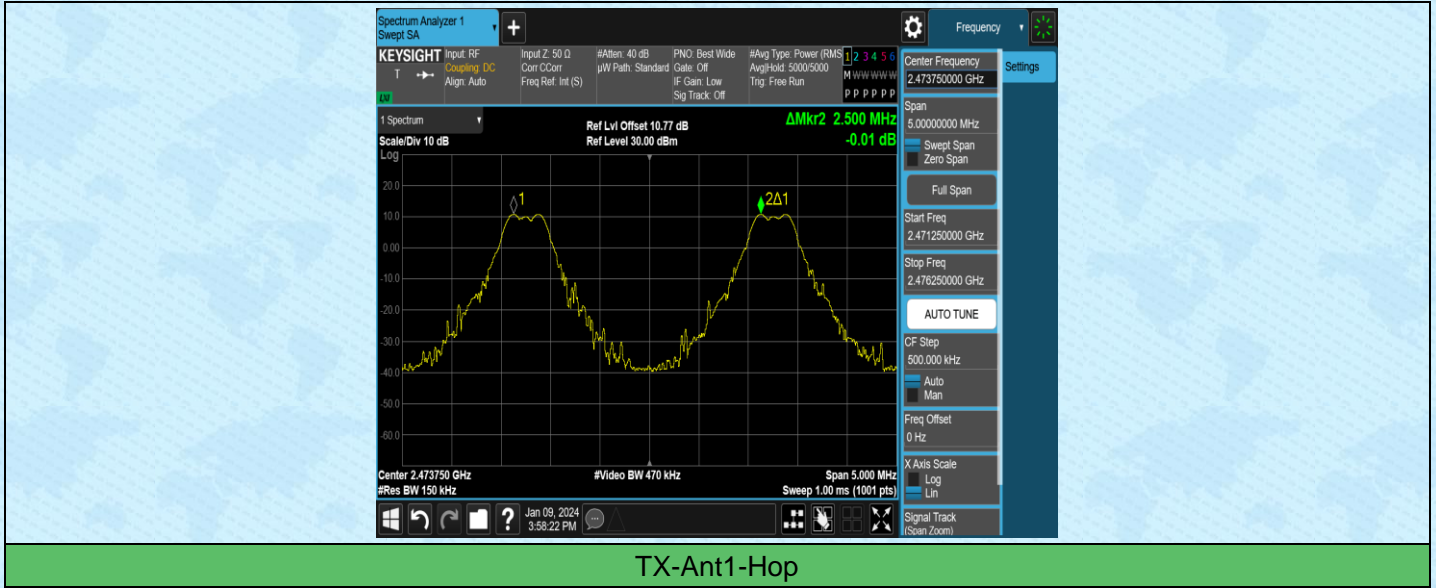 Spectrum Analyzer 1
Swept SA
+
Frequency
KEYSIGHT
Input: RF
Coupling: DC
Align: Auto
Input Z: 50 Ω
Corr CCorr
Freq Ref: Int (S)
#Atten: 40 dB
µW Path: Standard
PNO: Best Wide
Gate: Off
IF Gain: Low
Sig Track: Off
#Avg Type: Power (RMS
Avg|Hold: 5000/5000
Trig: Free Run
1 2 3 4 5 6
M W W W W W
P P P P P P
T
LXI
1 Spectrum
Scale/Div 10 dB
Log
Ref Lvl Offset 10.77 dB
Ref Level 30.00 dBm
ΔMkr2 2.500 MHz
-0.01 dB
20.0
10.0
0.00
-10.0
-20.0
-30.0
-40.0
-50.0
-60.0
1
2Δ1
Center 2.473750 GHz
#Res BW 150 kHz
#Video BW 470 kHz
Span 5.000 MHz
Sweep 1.00 ms (1001 pts)
Center Frequency
2.473750000 GHz
Settings
Span
5.00000000 MHz
Swept Span
Zero Span
Full Span
Start Freq
2.471250000 GHz
Stop Freq
2.476250000 GHz
AUTO TUNE
CF Step
500.000 kHz
Auto
Man
Freq Offset
0 Hz
X Axis Scale
Log
Lin
Signal Track
(Span Zoom)
?
Jan 09, 2024
3:58:22 PM
TX-Ant1-Hop